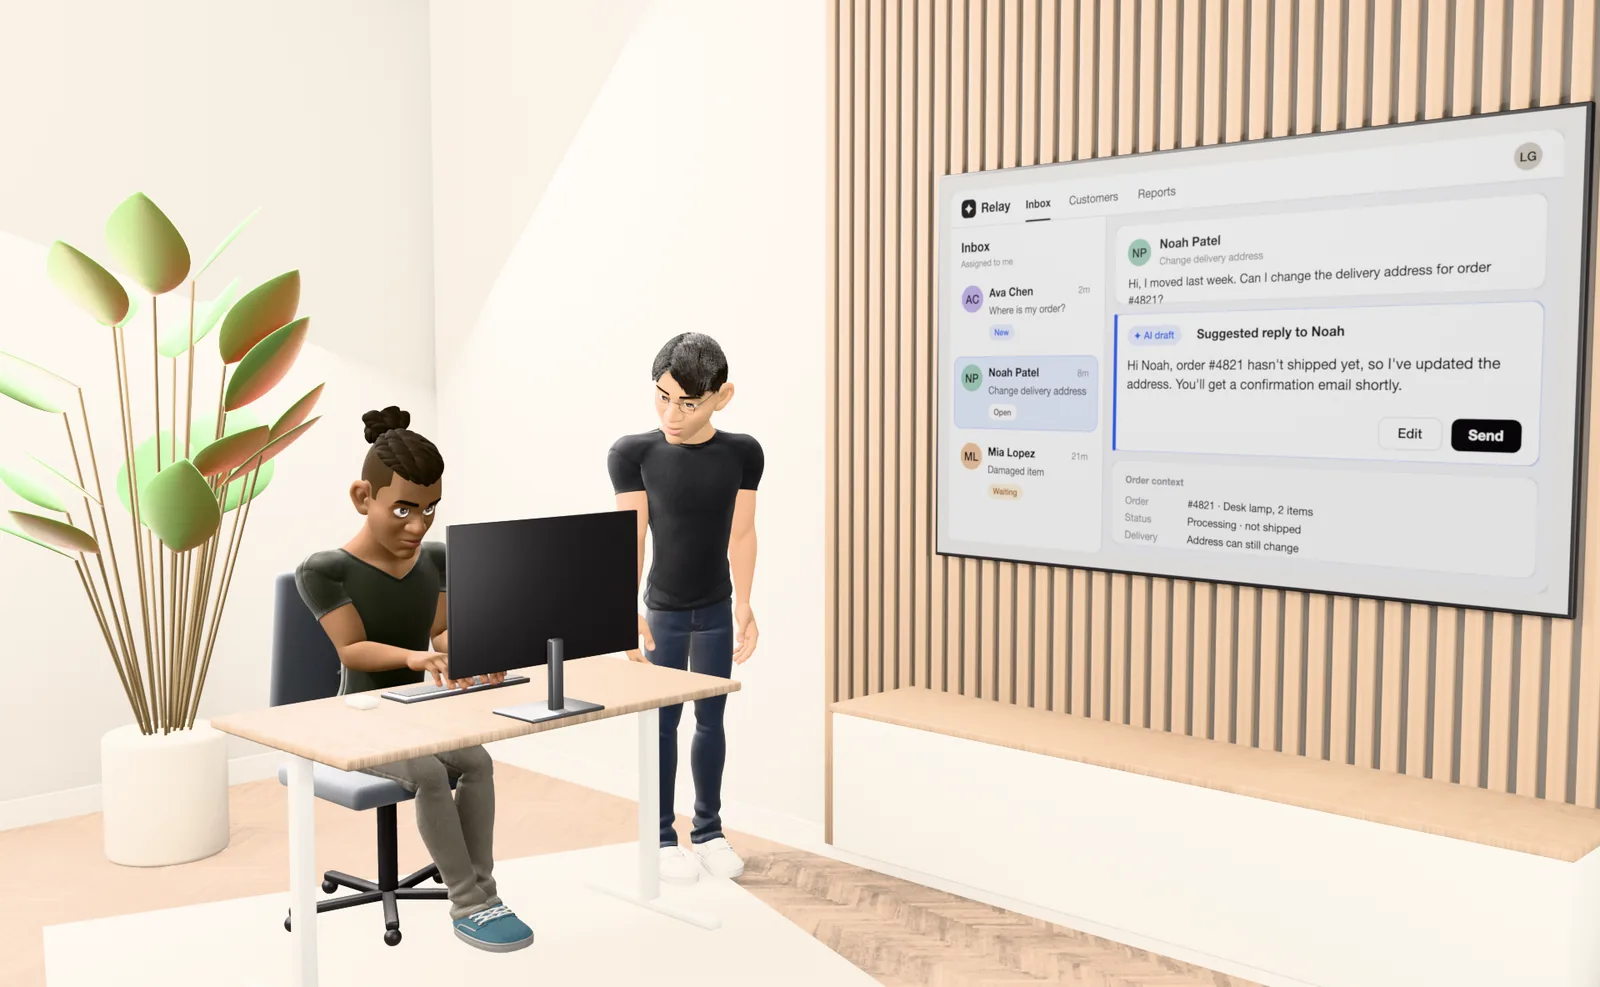 LG
Relay Inbox Customers Reports
Inbox
Assigned to me
AC Ava Chen 2m
Where is my order?
New
NP Noah Patel 8m
Change delivery address
Open
ML Mia Lopez 21m
Damaged item
Waiting
NP Noah Patel
Change delivery address
Hi, I moved last week. Can I change the delivery address for order
#4821?
AI draft Suggested reply to Noah
Hi Noah, order #4821 hasn't shipped yet, so I've updated the
address. You'll get a confirmation email shortly.
Edit Send
Order context
Order #4821 · Desk lamp, 2 items
Status Processing · not shipped
Delivery Address can still change